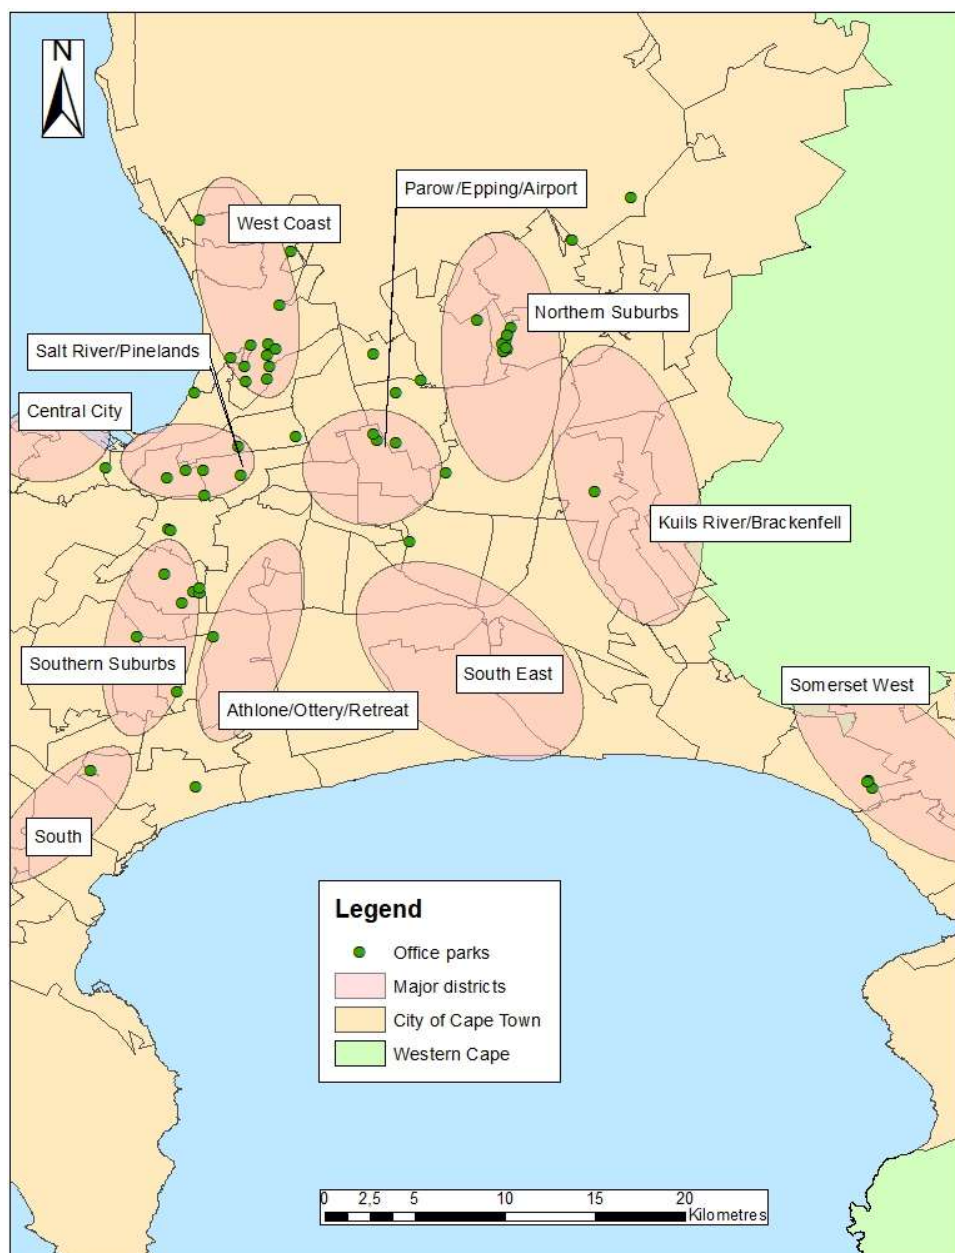 N
Parow/Epping/Airport
West Coast
Northern Suburbs
Salt River/Pinelands
Central City
Kuils River/Brackenfell
Southern Suburbs
South East
Somerset West
Athlone/Ottery/Retreat
South
Legend
Office parks
Major districts
City of Cape Town
Western Cape
0 2,5 5 10 15 20
Kilometres